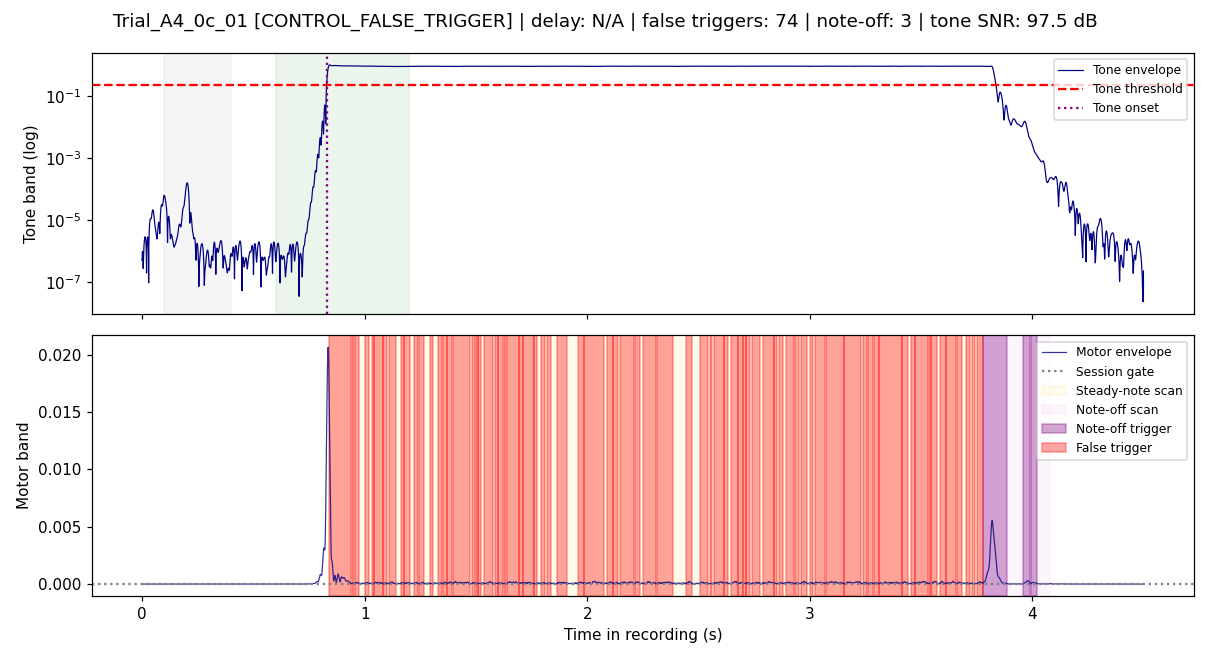 Trial_A4_0c_01 [CONTROL_FALSE_TRIGGER] | delay: N/A | false triggers: 74 | note-off: 3 | tone SNR: 97.5 dB
Tone band (log)
10⁻¹
10⁻³
10⁻⁵
10⁻⁷
Tone envelope
Tone threshold
Tone onset
Motor band
0.020
0.015
0.010
0.005
0.000
Motor envelope
Session gate
Steady-note scan
Note-off scan
Note-off trigger
False trigger
0 1 2 3 4
Time in recording (s)